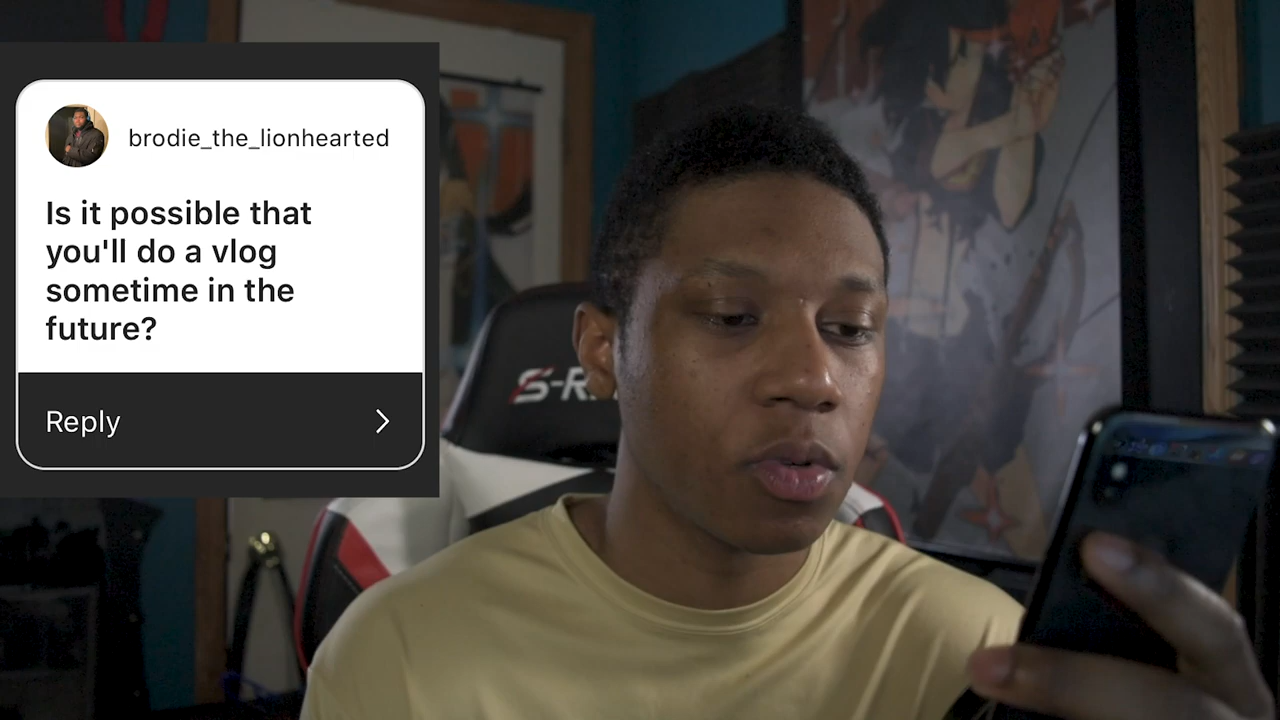 brodie_the_lionhearted
Is it possible that
you'll do a vlog
sometime in the
future?
Reply